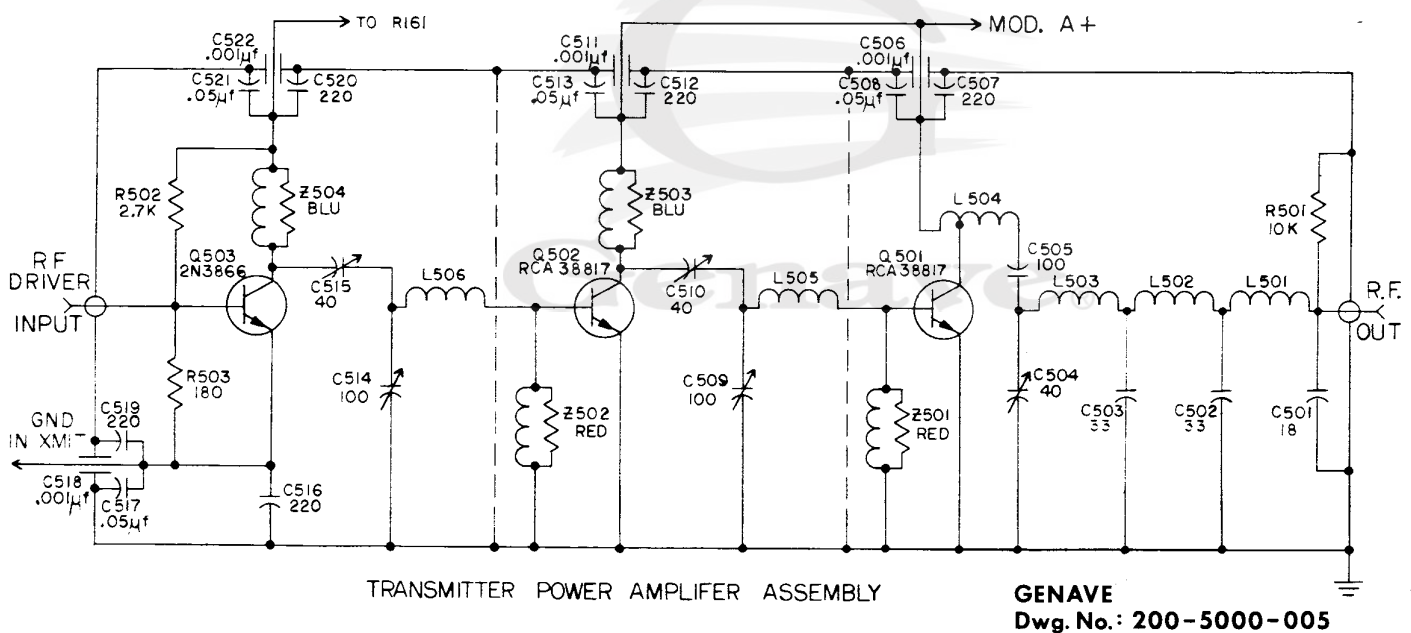 TO R161
MOD. A+
C522
.001µf
C521
.05µf
C520
220
C511
.001µf
C513
.05µf
C512
220
C506
.001µf
C508
.05µf
C507
220
R502
2.7K
Z504
BLU
Z503
BLU
L504
R501
10K
RF
DRIVER
INPUT
Q503
2N3866
C515
40
L506
Q502
RCA 38817
C510
40
L505
Q501
RCA 38817
C505
100
L503
L502
L501
R.F.
OUT
Genave
R503
180
C514
100
Z502
RED
C509
100
Z501
RED
C504
40
C503
33
C502
33
C501
18
GND
IN XMIT
C519
220
C518
.001µf
C517
.05µf
C516
220
TRANSMITTER POWER AMPLIFER ASSEMBLY
GENAVE
Dwg. No.: 200-5000-005